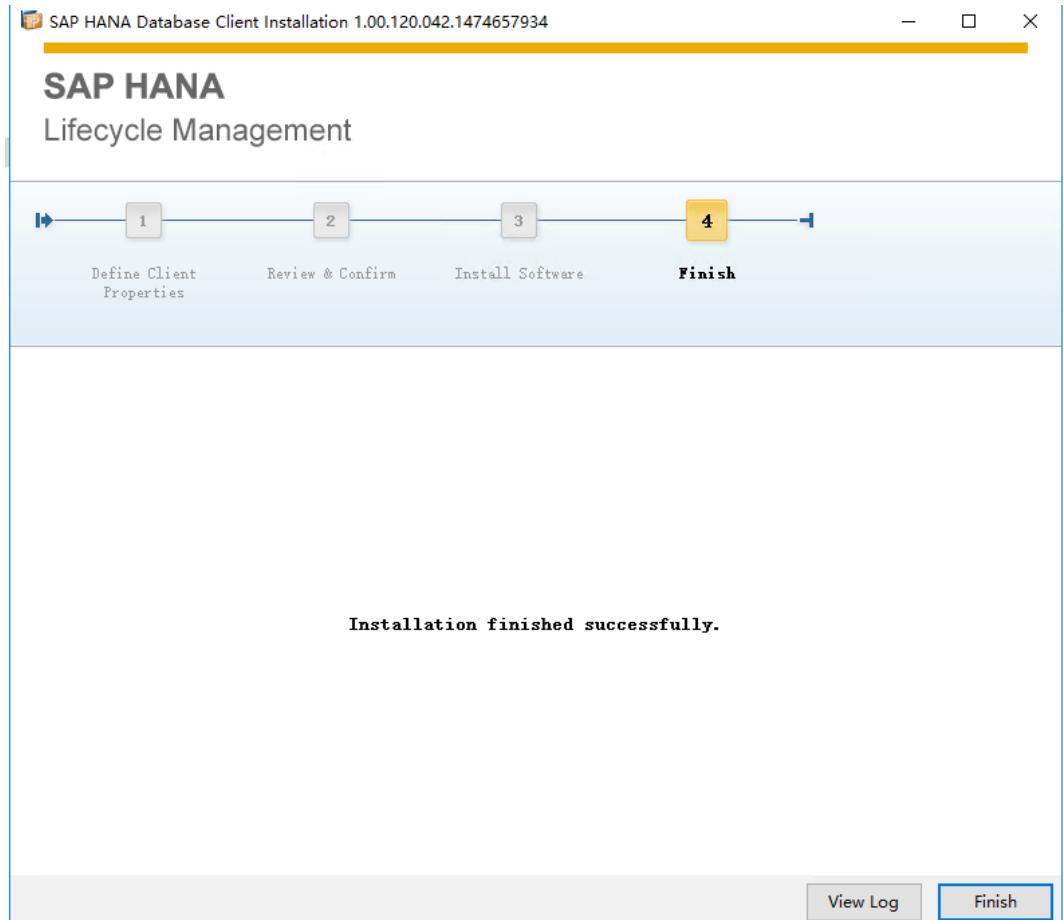 SAP HANA Database Client Installation 1.00.120.042.1474657934
SAP HANA
Lifecycle Management
1
2
3
4
Define Client
Properties
Review & Confirm
Install Software
Finish
Installation finished successfully.
View Log
Finish